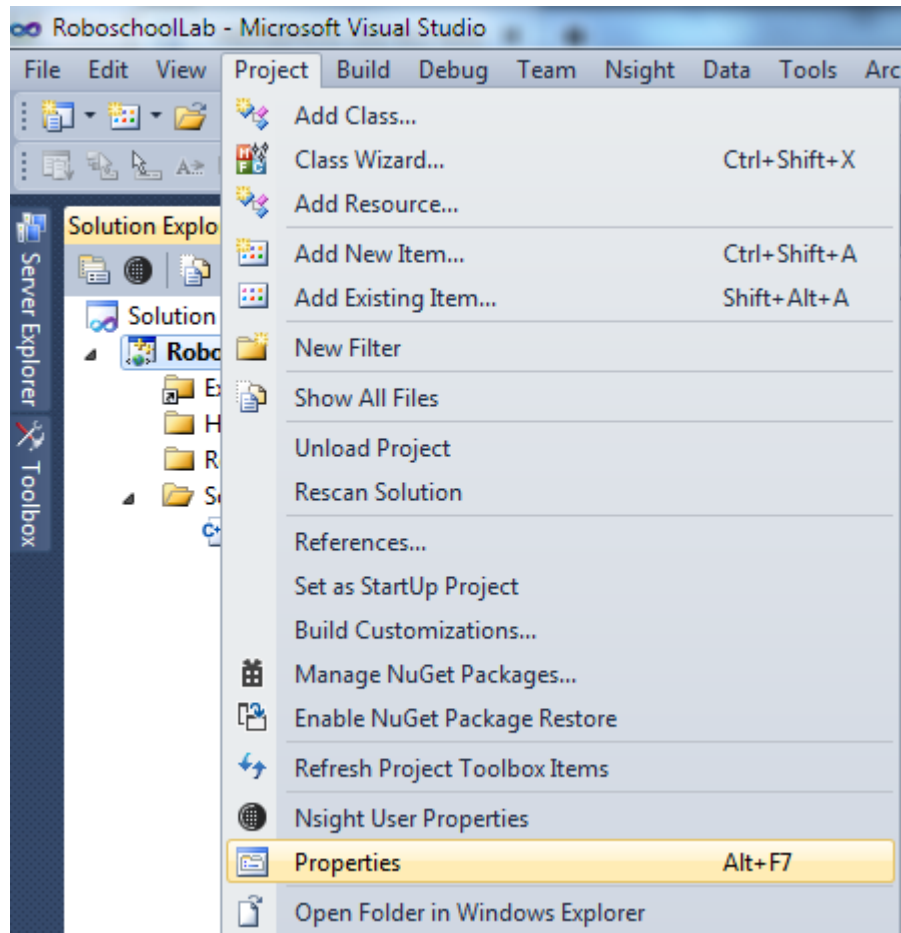 RoboschoolLab - Microsoft Visual Studio
File Edit View Project Build Debug Team Nsight Data Tools Arc
Add Class...
Class Wizard... Ctrl+Shift+X
Add Resource...
Add New Item... Ctrl+Shift+A
Add Existing Item... Shift+Alt+A
New Filter
Show All Files
Unload Project
Rescan Solution
References...
Set as StartUp Project
Build Customizations...
Manage NuGet Packages...
Enable NuGet Package Restore
Refresh Project Toolbox Items
Nsight User Properties
Properties Alt+F7
Open Folder in Windows Explorer
Server Explorer
Toolbox
Solution Explo
Solution
Robo
E
H
R
S